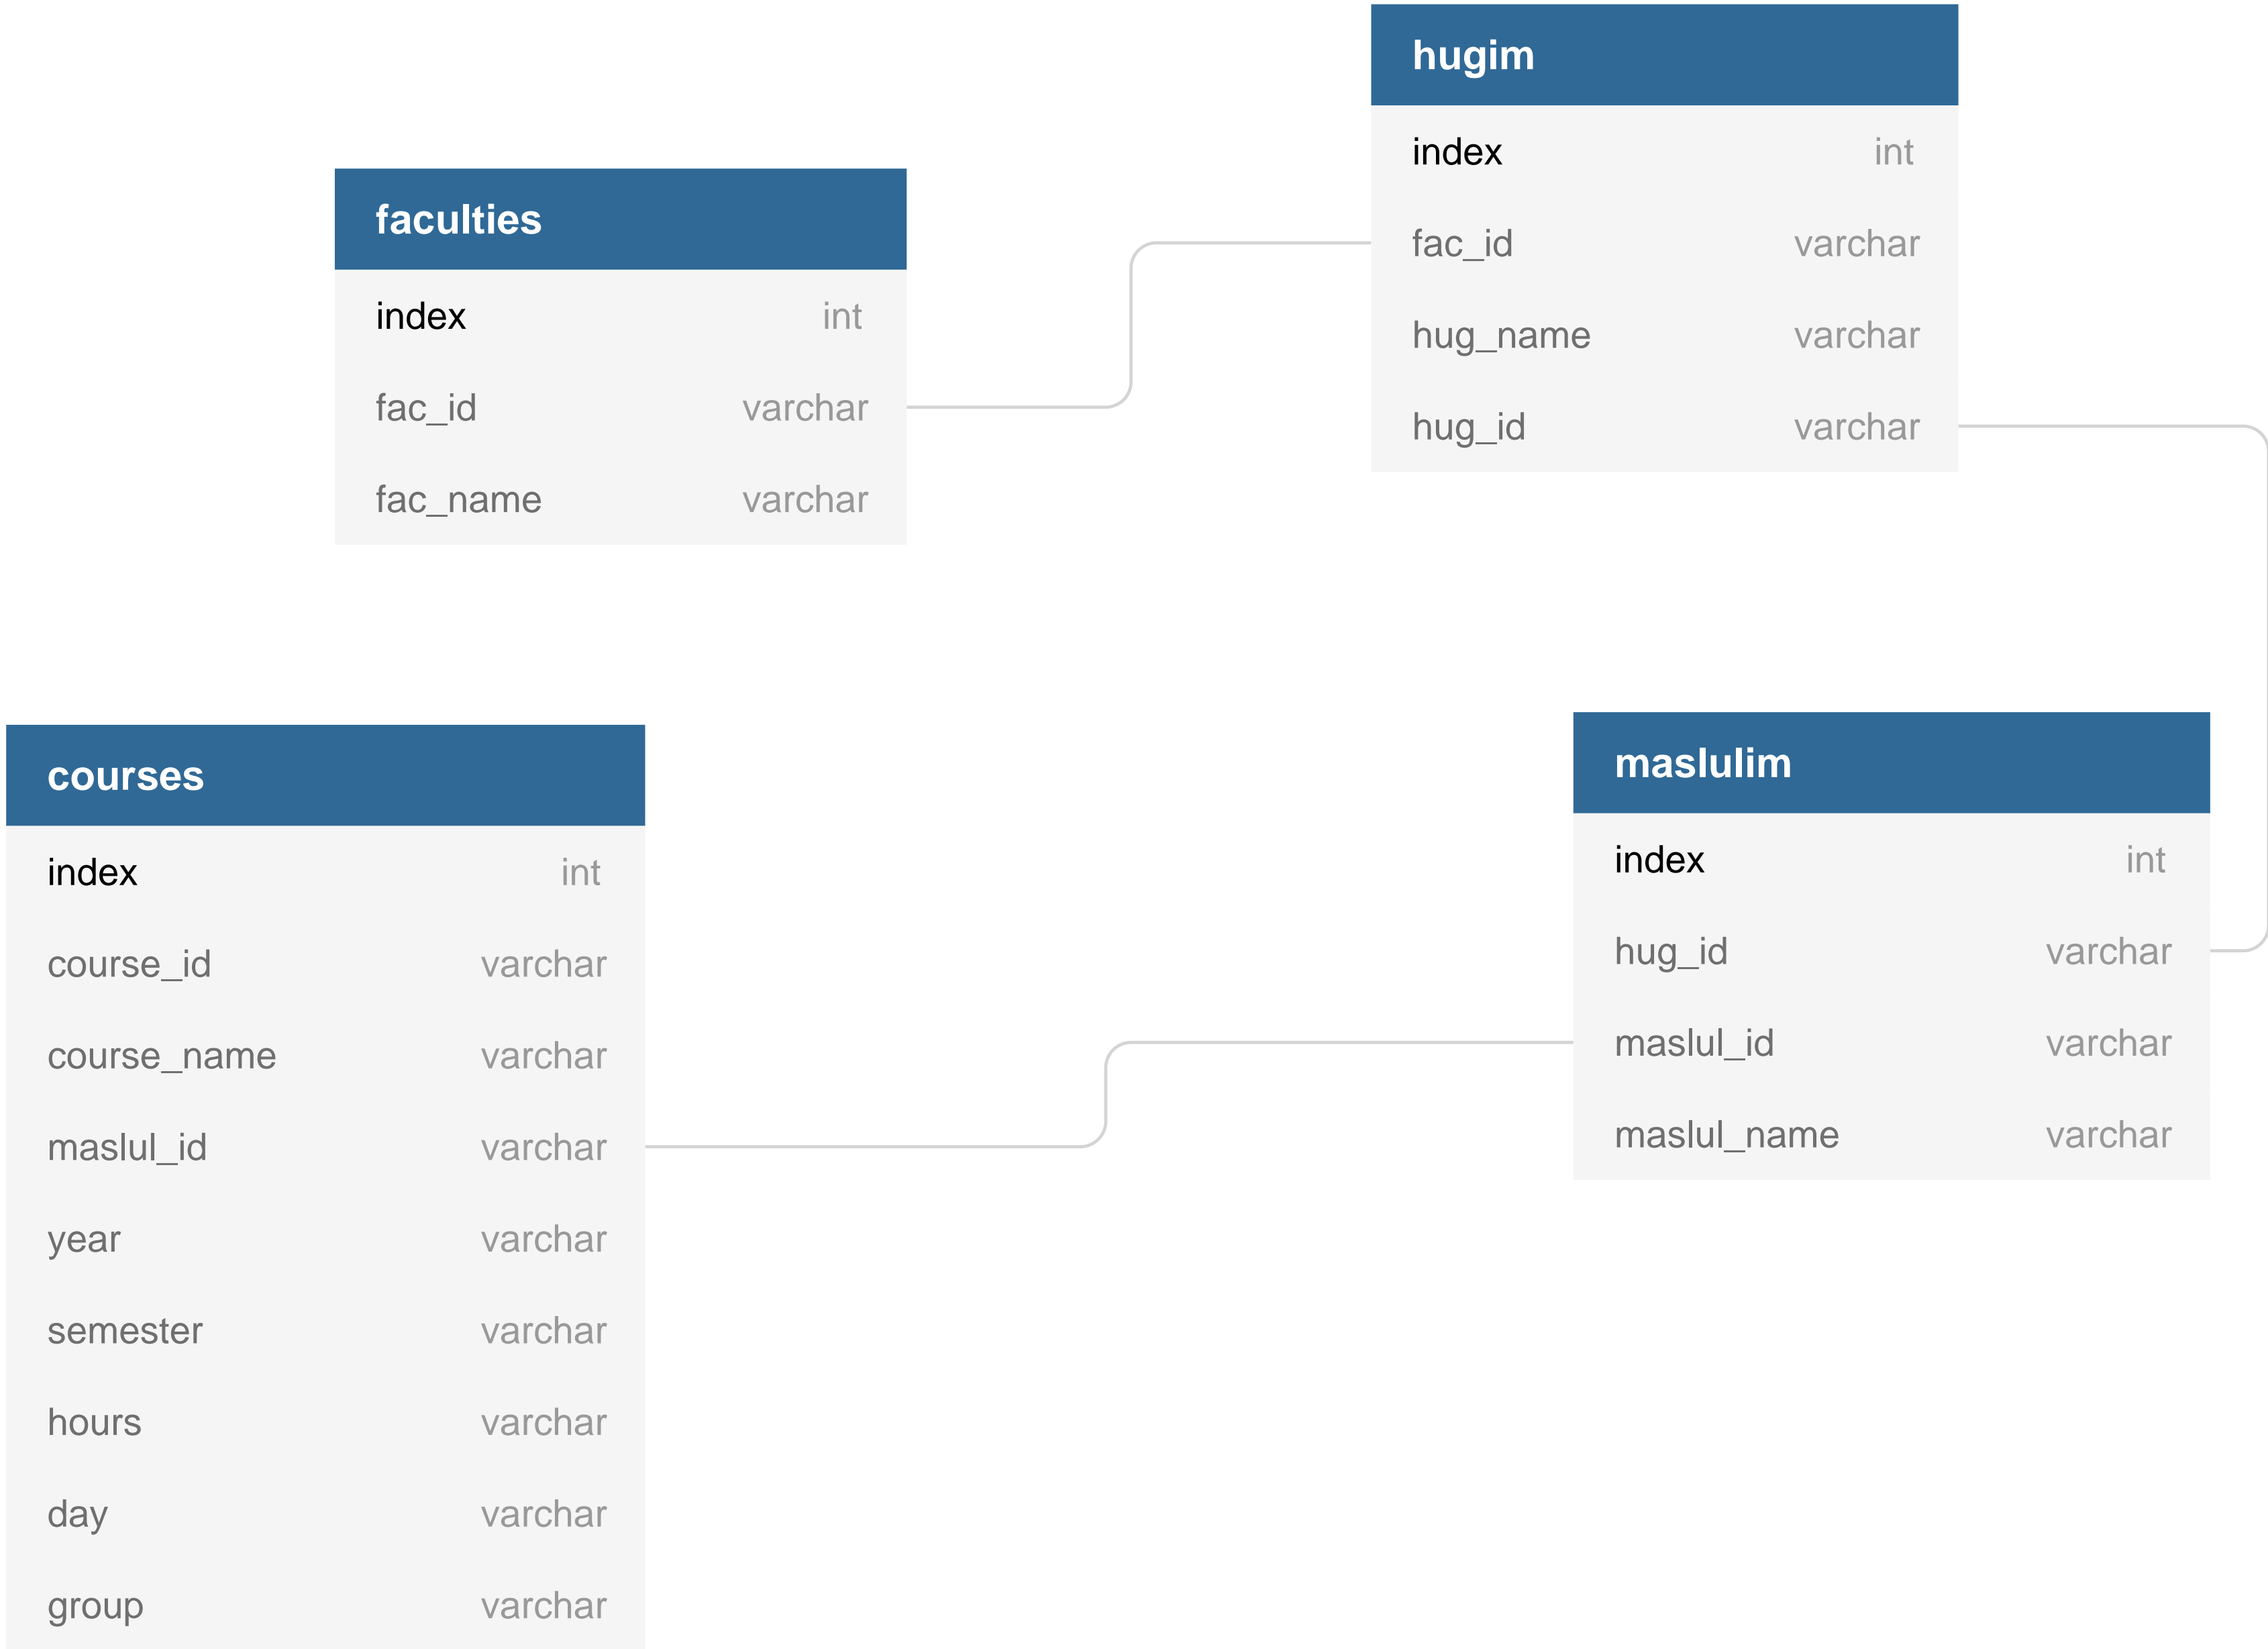 faculties
index int
fac_id varchar
fac_name varchar
hugim
index int
fac_id varchar
hug_name varchar
hug_id varchar
courses
index int
course_id varchar
course_name varchar
maslul_id varchar
year varchar
semester varchar
hours varchar
day varchar
group varchar
maslulim
index int
hug_id varchar
maslul_id varchar
maslul_name varchar